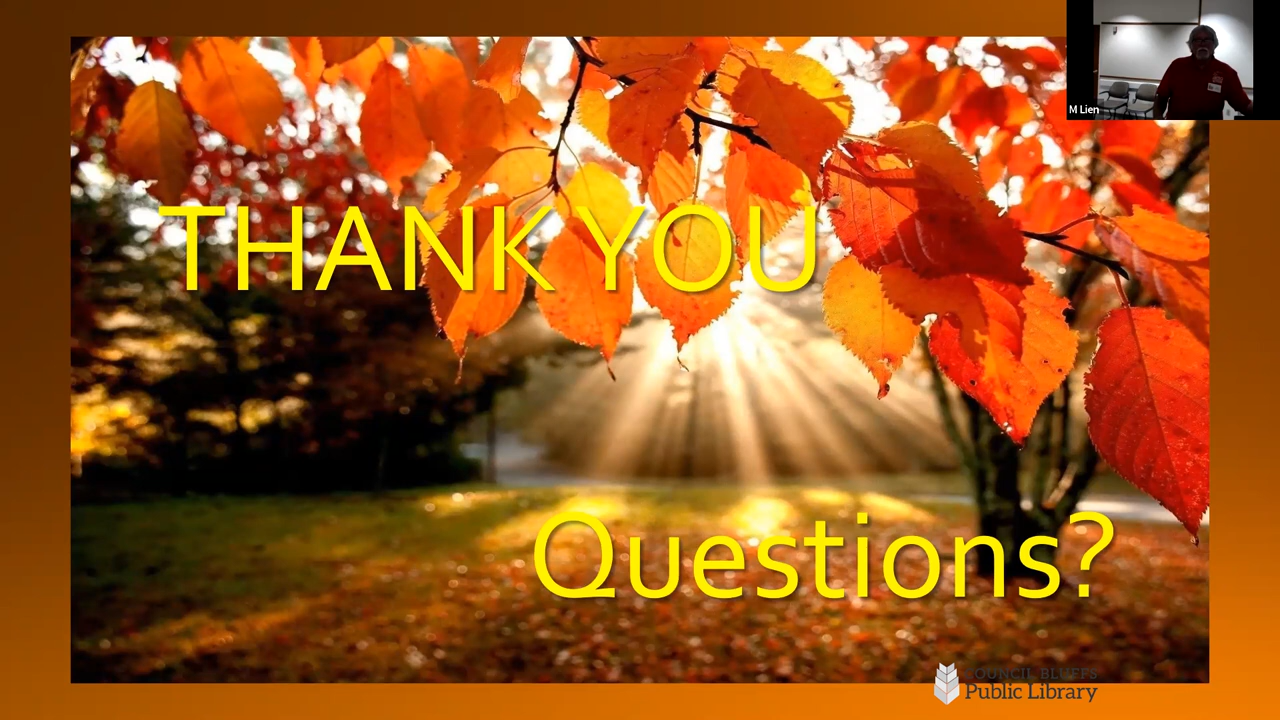 M Lien
THANK YOU
Questions?
COUNCIL BLUFFS
Public Library